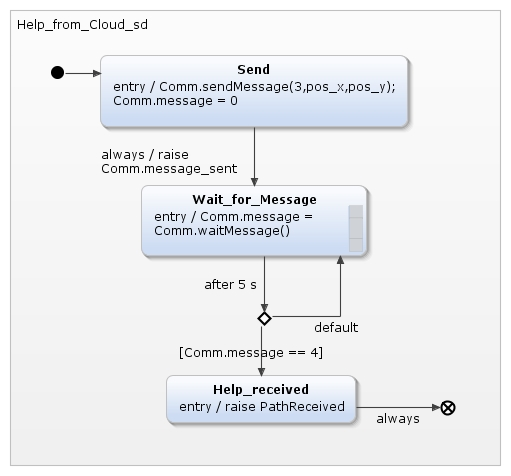 Help_from_Cloud_sd
Send
entry / Comm.sendMessage(3,pos_x,pos_y);
Comm.message = 0
always / raise
Comm.message_sent
Wait_for_Message
entry / Comm.message =
Comm.waitMessage()
after 5 s
default
[Comm.message == 4]
Help_received
entry / raise PathReceived
always